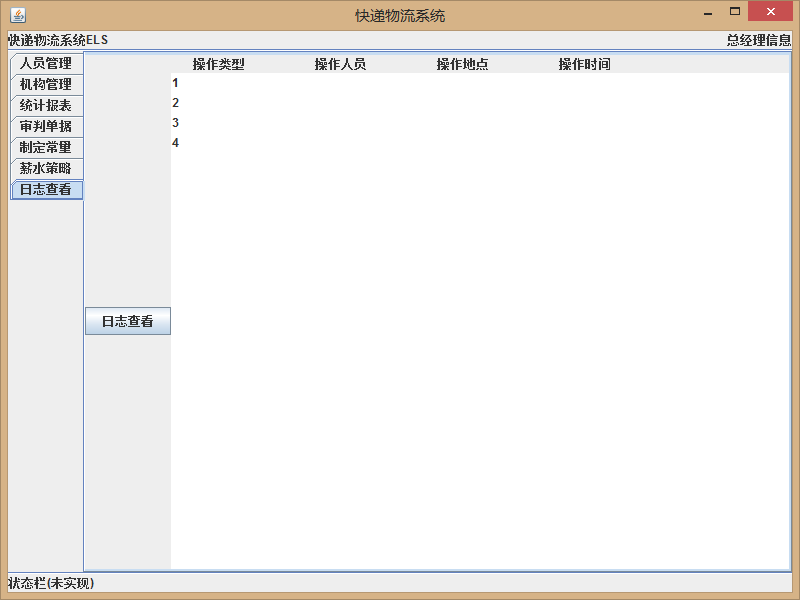 快递物流系统
快递物流系统ELS 总经理信息
人员管理
机构管理
统计报表
审判单据
制定常量
薪水策略
日志查看
操作类型 操作人员 操作地点 操作时间
1
2
3
4
日志查看
状态栏(未实现)